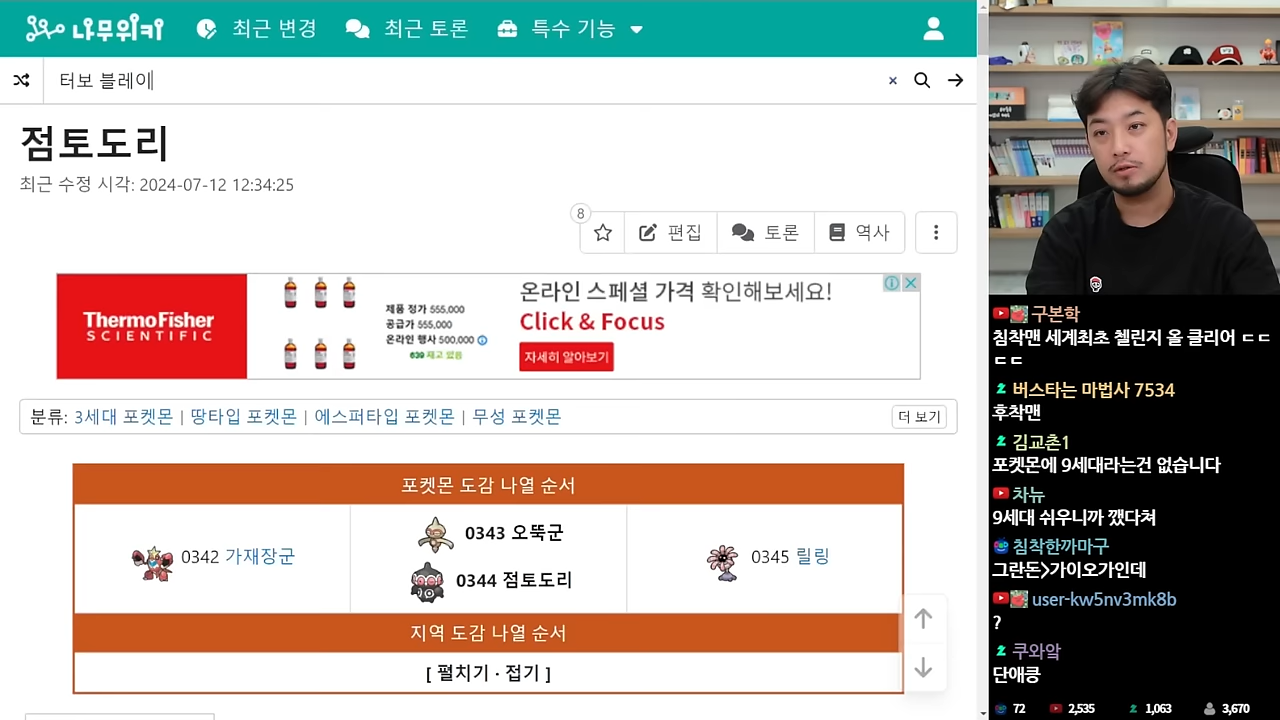 나무위키
최근 변경
최근 토론
특수 기능
터보 블레이
점토도리
최근 수정 시각: 2024-07-12 12:34:25
8
편집
토론
역사
ThermoFisher
SCIENTIFIC
제품 정가 555,000
공급가 555,000
온라인 행사 500,000
639 재고 있음
온라인 스페셜 가격 확인해보세요!
Click & Focus
자세히 알아보기
분류: 3세대 포켓몬 | 땅타입 포켓몬 | 에스퍼타입 포켓몬 | 무성 포켓몬
더 보기
포켓몬 도감 나열 순서
0342 가재장군
0343 오뚝군
0344 점토도리
0345 릴링
지역 도감 나열 순서
[ 펼치기 · 접기 ]
구본학
침착맨 세계최초 첼린지 올 클리어 ㄷㄷ
ㄷㄷ
버스타는 마법사 7534
후착맨
김교촌1
포켓몬에 9세대라는건 없습니다
차뉴
9세대 쉬우니까 깼다쳐
침착한까마구
그란돈>가이오가인데
user-kw5nv3mk8b
?
쿠와앜
단애킁
72
2,535
1,063
3,670